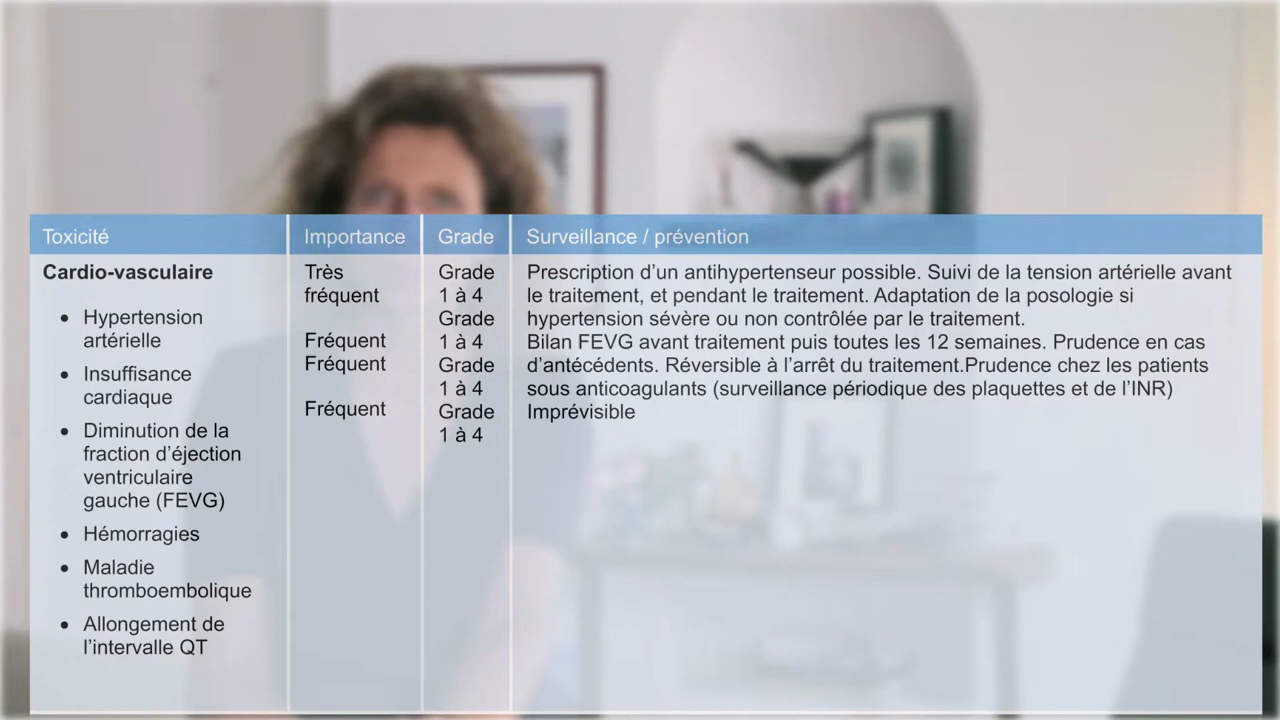 Toxicité
Importance
Grade
Surveillance / prévention
Cardio-vasculaire
• Hypertension
artérielle
• Insuffisance
cardiaque
• Diminution de la
fraction d’éjection
ventriculaire
gauche (FEVG)
• Hémorragies
• Maladie
thromboembolique
• Allongement de
l’intervalle QT
Très
fréquent
Fréquent
Fréquent
Fréquent
Grade
1 à 4
Grade
1 à 4
Grade
1 à 4
Grade
1 à 4
Prescription d’un antihypertenseur possible. Suivi de la tension artérielle avant
le traitement, et pendant le traitement. Adaptation de la posologie si
hypertension sévère ou non contrôlée par le traitement.
Bilan FEVG avant traitement puis toutes les 12 semaines. Prudence en cas
d’antécédents. Réversible à l’arrêt du traitement.Prudence chez les patients
sous anticoagulants (surveillance périodique des plaquettes et de l’INR)
Imprévisible